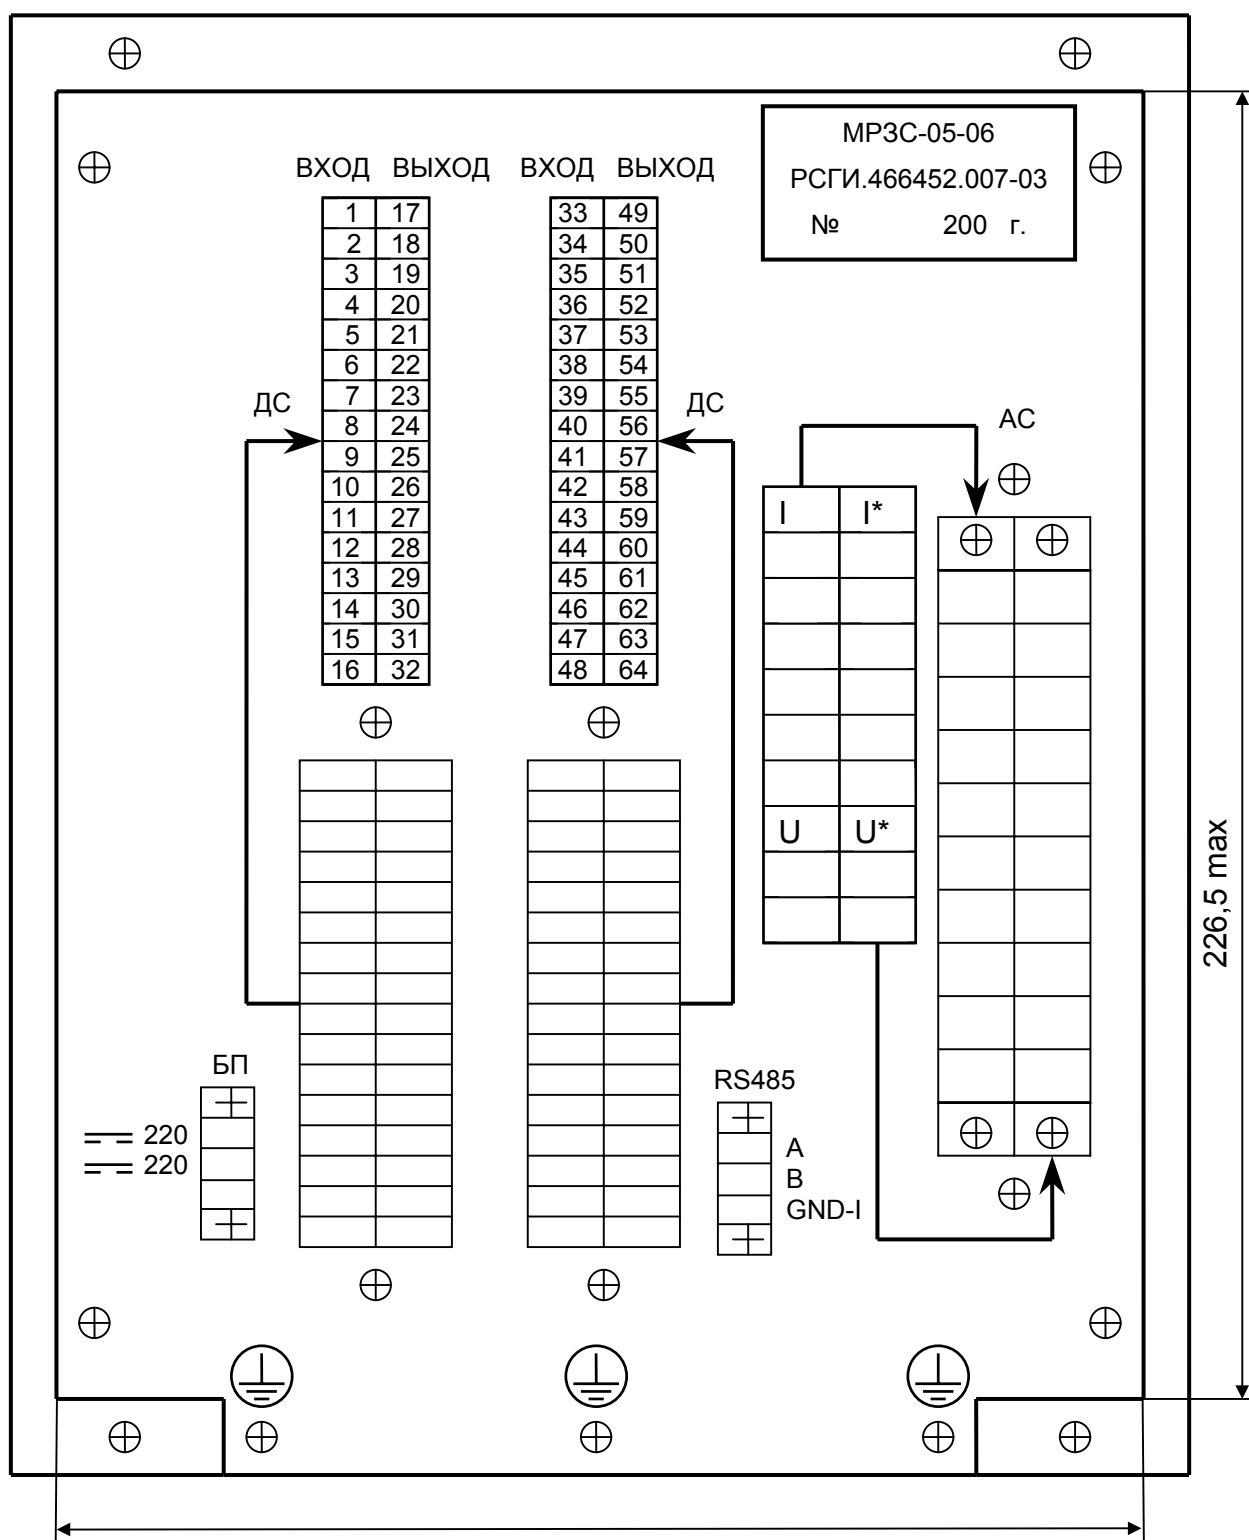 МРЗС-05-06
РСГИ.466452.007-03
№ 200 г.
ВХОД ВЫХОД ВХОД ВЫХОД
1 17 33 49
2 18 34 50
3 19 35 51
4 20 36 52
5 21 37 53
6 22 38 54
7 23 39 55
ДС ДС
8 24 40 56
АС
9 25 41 57
10 26 42 58
11 27 43 59
12 28 44 60
13 29 45 61
14 30 46 62
15 31 47 63
16 32 48 64
I I*
U U*
226,5 max
БП
220
220
RS485
A
B
GND-I